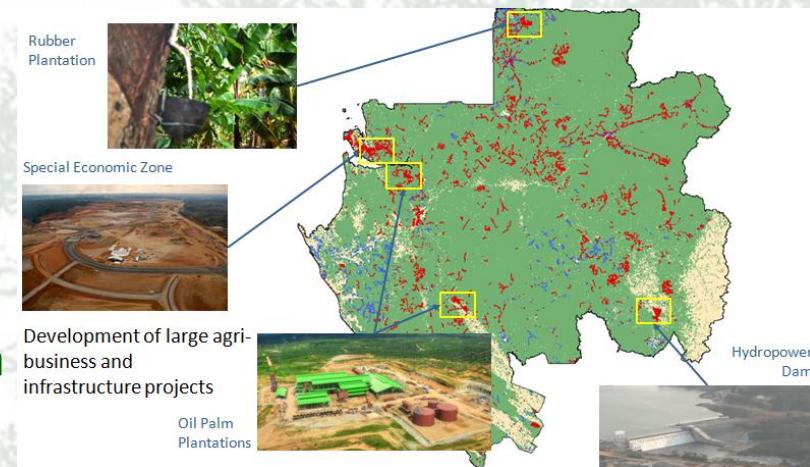 Rubber
Plantation
Special Economic Zone
Development of large agri-
business and
infrastructure projects
Oil Palm
Plantations
Hydropower
Dam